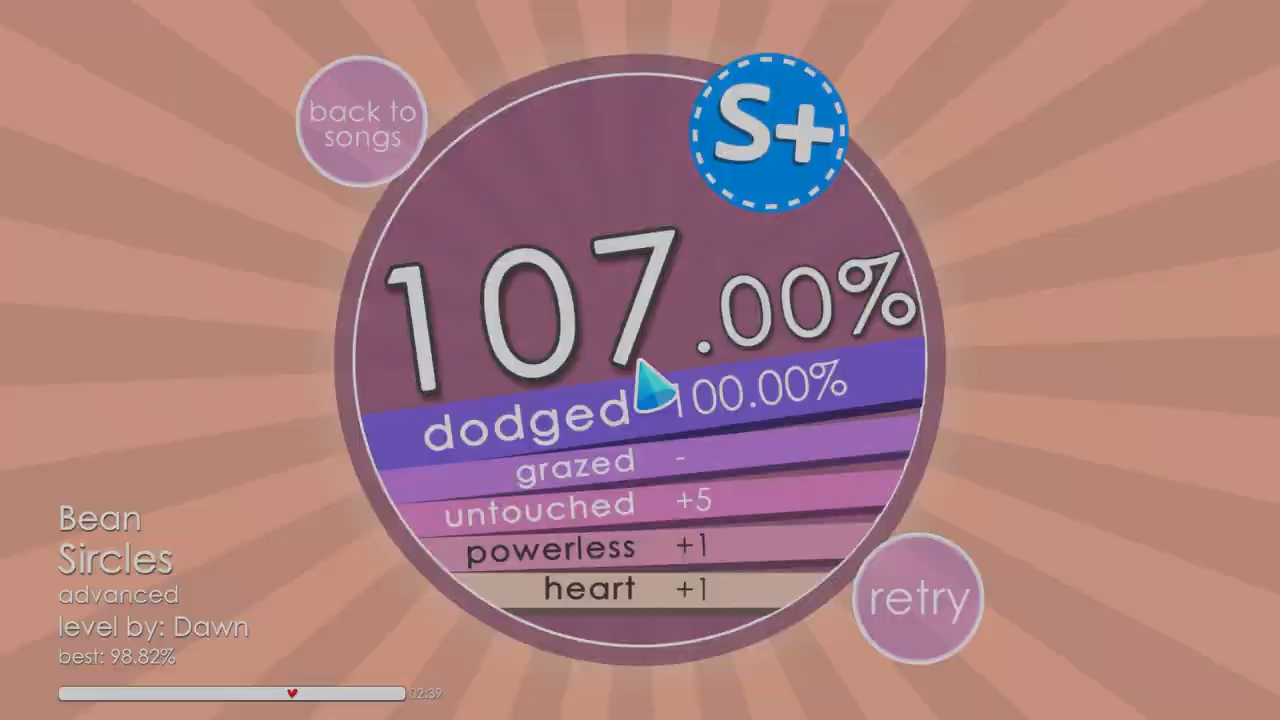 back to
songs
S+
107.00%
dodged 100.00%
grazed -
untouched +5
powerless +1
heart +1
retry
Bean
Sircles
advanced
level by: Dawn
best: 98.82%
02:39